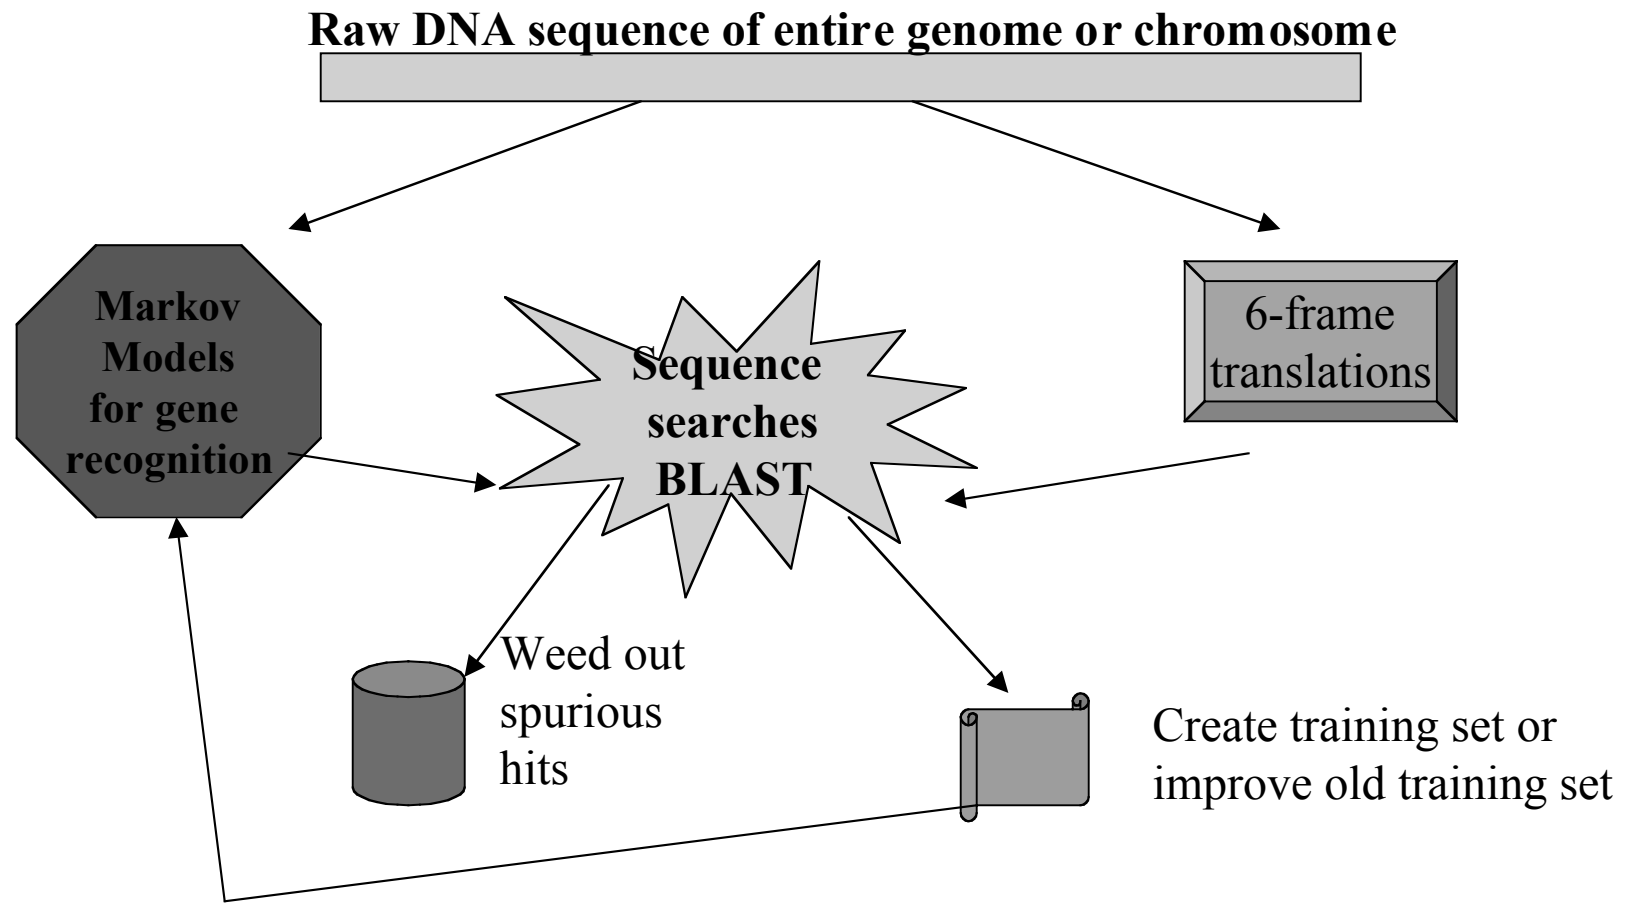 Raw DNA sequence of entire genome or chromosome
Markov
Models
for gene
recognition
Sequence
searches
BLAST
6-frame
translations
Weed out
spurious
hits
Create training set or
improve old training set